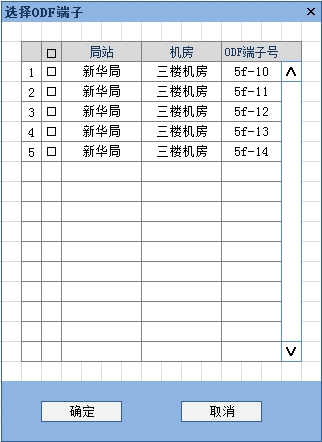 选择ODF端子 ×
局站 机房 ODF端子号
1 新华局 三楼机房 5f-10
2 新华局 三楼机房 5f-11
3 新华局 三楼机房 5f-12
4 新华局 三楼机房 5f-13
5 新华局 三楼机房 5f-14
确定 取消